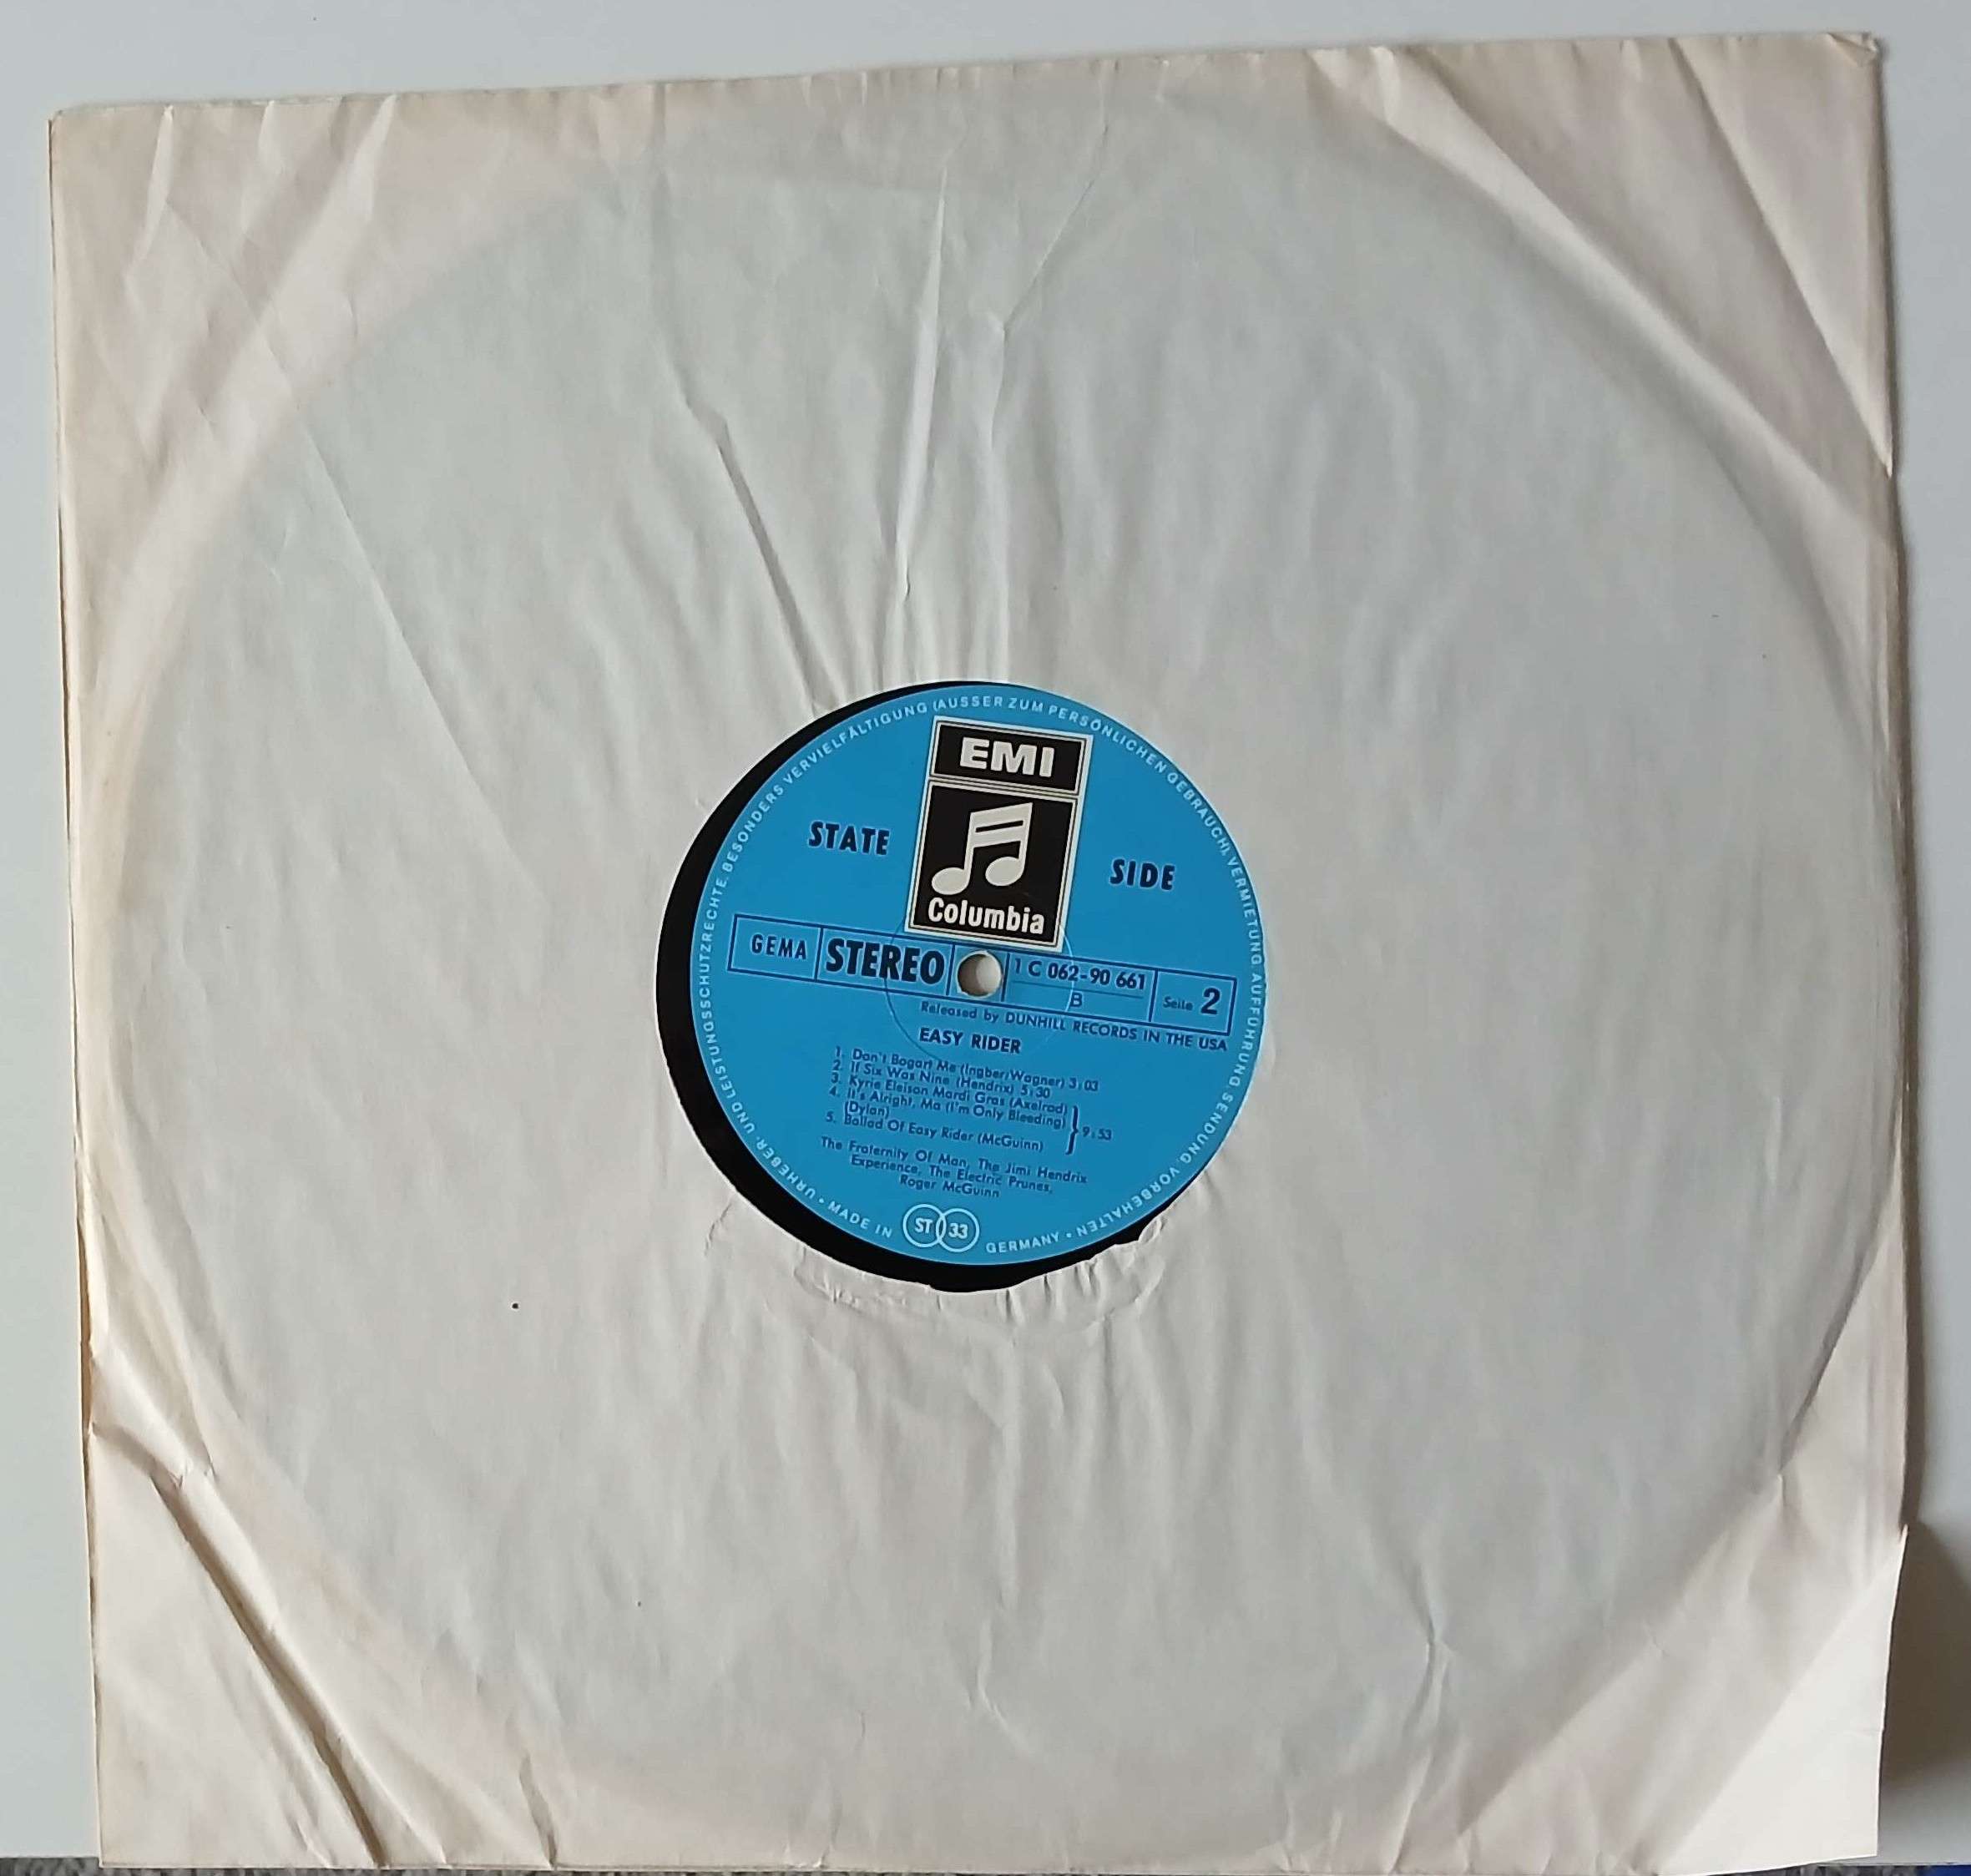 EMI
Columbia
STATE SIDE
GEMA STEREO 1 C 062-90 661 B Seite 2
Released by DUNHILL RECORDS IN THE USA
EASY RIDER
1. Don't Bogart Me (Ingber/Wagner) 3:03
2. If Six Was Nine (Hendrix) 5:30
3. Kyrie Eleison Mardi Gras (Axelrod)
4. It's Alright, Ma (I'm Only Bleeding)
(Dylan)
} 9:53
5. Ballad Of Easy Rider (McGuinn)
The Fraternity Of Man, The Jimi Hendrix
Experience, The Electric Prunes,
Roger McGuinn
ST 33
URHEBER- UND LEISTUNGSSCHUTZRECHTE, BESONDERS VERVIELFÄLTIGUNG (AUSSER ZUM PERSÖNLICHEN GEBRAUCH), VERMIETUNG, AUFFÜHRUNG, SENDUNG VORBEHALTEN • MADE IN GERMANY •